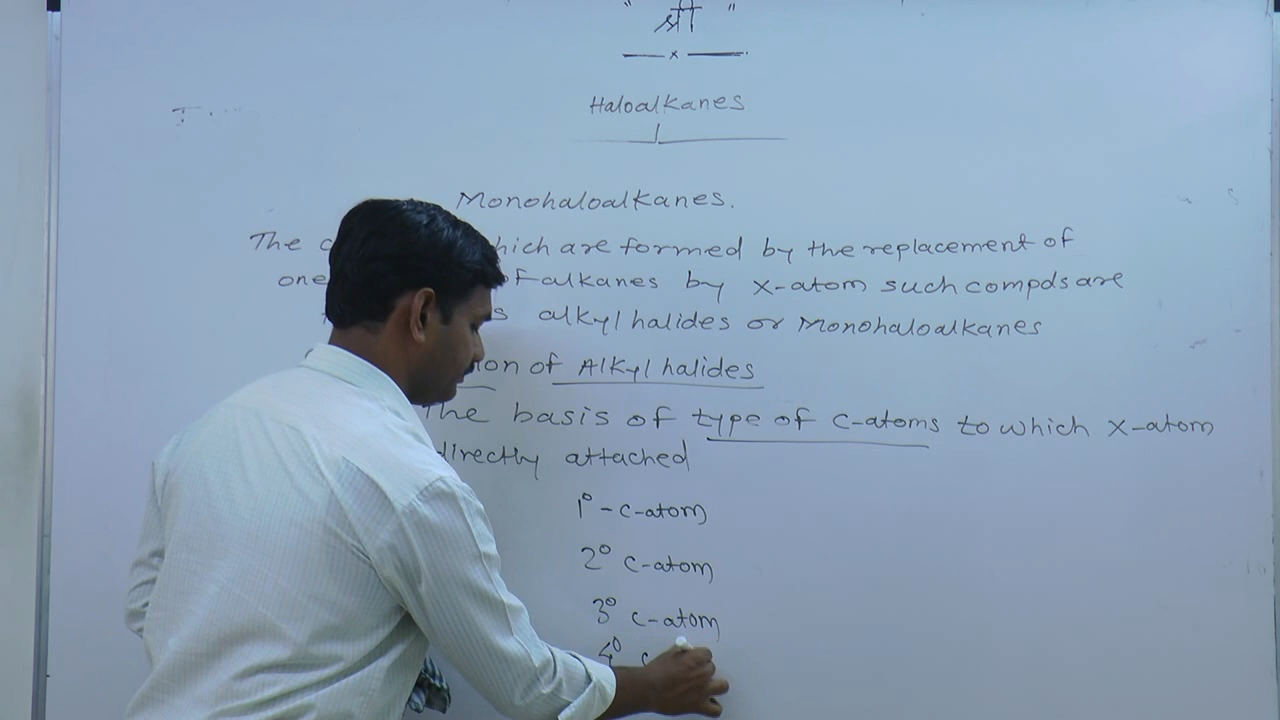 " श्री "
x
Haloalkanes
Monohaloalkanes.
The which are formed by the replacement of
one of alkanes by X-atom such compds are
alkyl halides or Monohaloalkanes
of Alkyl halides
the basis of type of C-atoms to which X-atom
directly attached
1° - C-atom
2° C-atom
3° C-atom
4° C